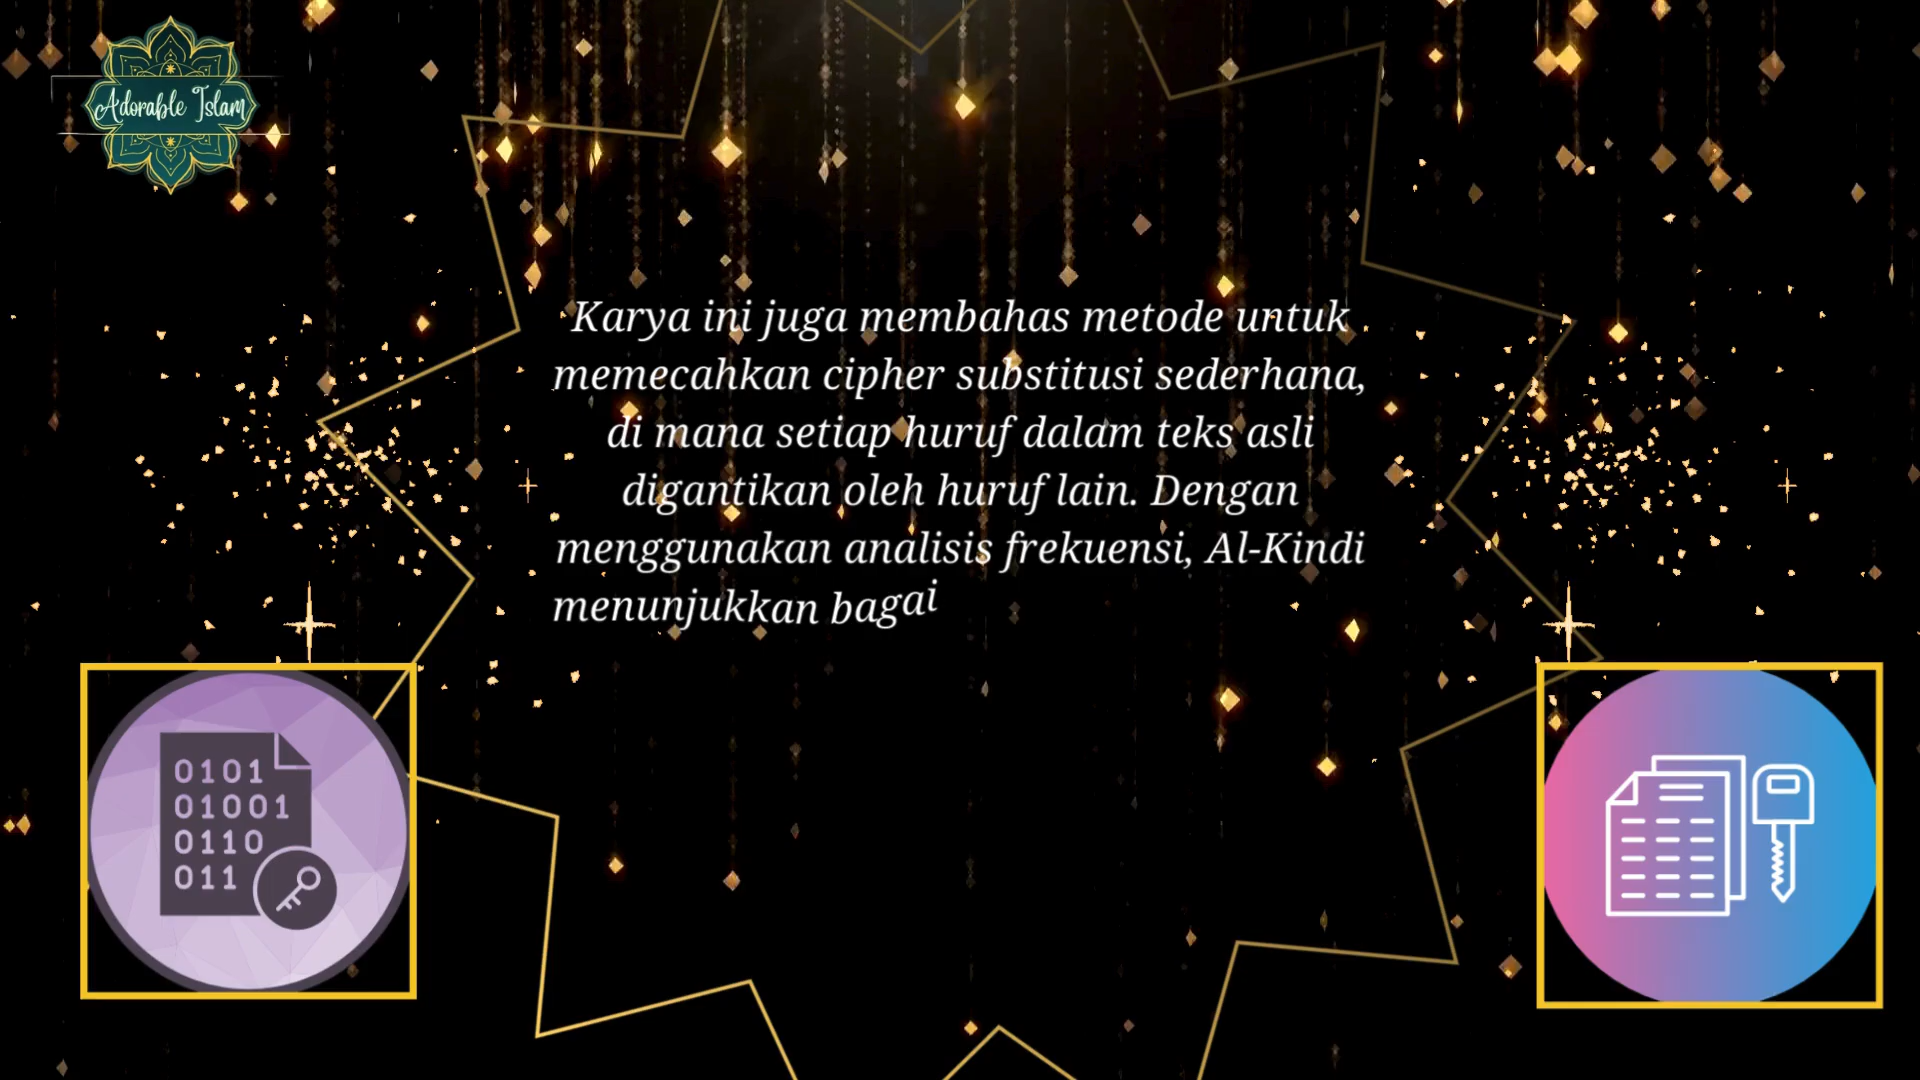 Adorable Islam
Karya ini juga membahas metode untuk
memecahkan cipher substitusi sederhana,
di mana setiap huruf dalam teks asli
digantikan oleh huruf lain. Dengan
menggunakan analisis frekuensi, Al-Kindi
menunjukkan bagai
0101
01001
0110
011